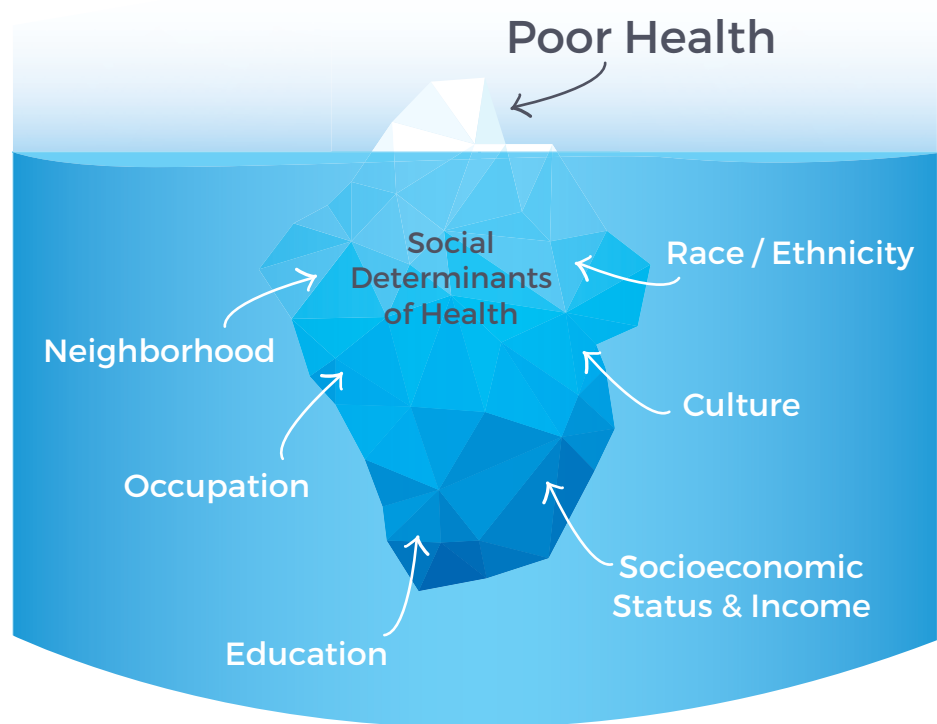 Poor Health
Social
Determinants
of Health
Race / Ethnicity
Neighborhood
Culture
Occupation
Socioeconomic
Status & Income
Education